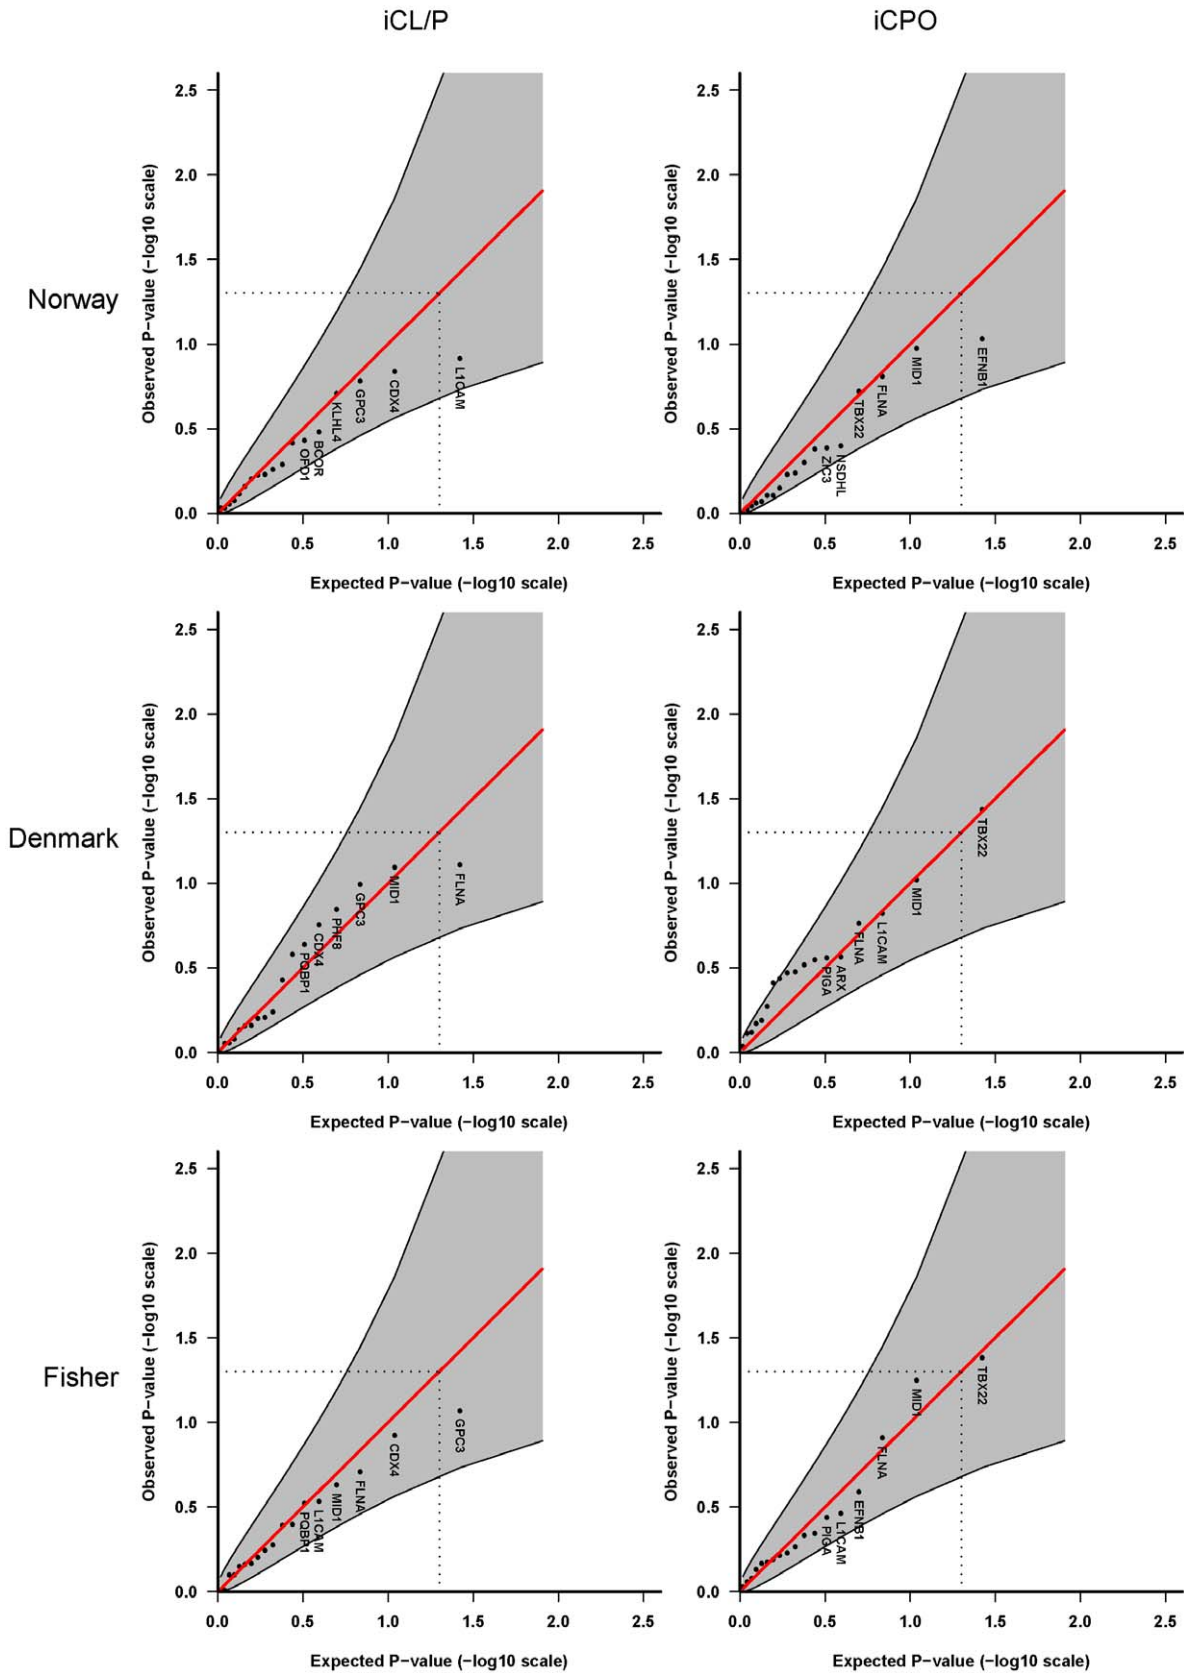 iCL/P
iCPO
Norway
Observed P-value (-log10 scale)
2.5
2.0
1.5
1.0
0.5
0.0
KLHL4
GPC3
CDX4
L1CAM
OFD1
BCOR
0.0 0.5 1.0 1.5 2.0 2.5
Expected P-value (-log10 scale)
Observed P-value (-log10 scale)
2.5
2.0
1.5
1.0
0.5
0.0
TBX22
FLNA
MID1
EFNB1
ZIC3
NSDHL
0.0 0.5 1.0 1.5 2.0 2.5
Expected P-value (-log10 scale)
Denmark
Observed P-value (-log10 scale)
2.5
2.0
1.5
1.0
0.5
0.0
PQBP1
CDX4
PHF8
GPC3
MID1
FLNA
0.0 0.5 1.0 1.5 2.0 2.5
Expected P-value (-log10 scale)
Observed P-value (-log10 scale)
2.5
2.0
1.5
1.0
0.5
0.0
PIGA
ARX
FLNA
L1CAM
MID1
TBX22
0.0 0.5 1.0 1.5 2.0 2.5
Expected P-value (-log10 scale)
Fisher
Observed P-value (-log10 scale)
2.5
2.0
1.5
1.0
0.5
0.0
PQBP1
L1CAM
MID1
FLNA
CDX4
GPC3
0.0 0.5 1.0 1.5 2.0 2.5
Expected P-value (-log10 scale)
Observed P-value (-log10 scale)
2.5
2.0
1.5
1.0
0.5
0.0
PIGA
L1CAM
EFNB1
FLNA
MID1
TBX22
0.0 0.5 1.0 1.5 2.0 2.5
Expected P-value (-log10 scale)